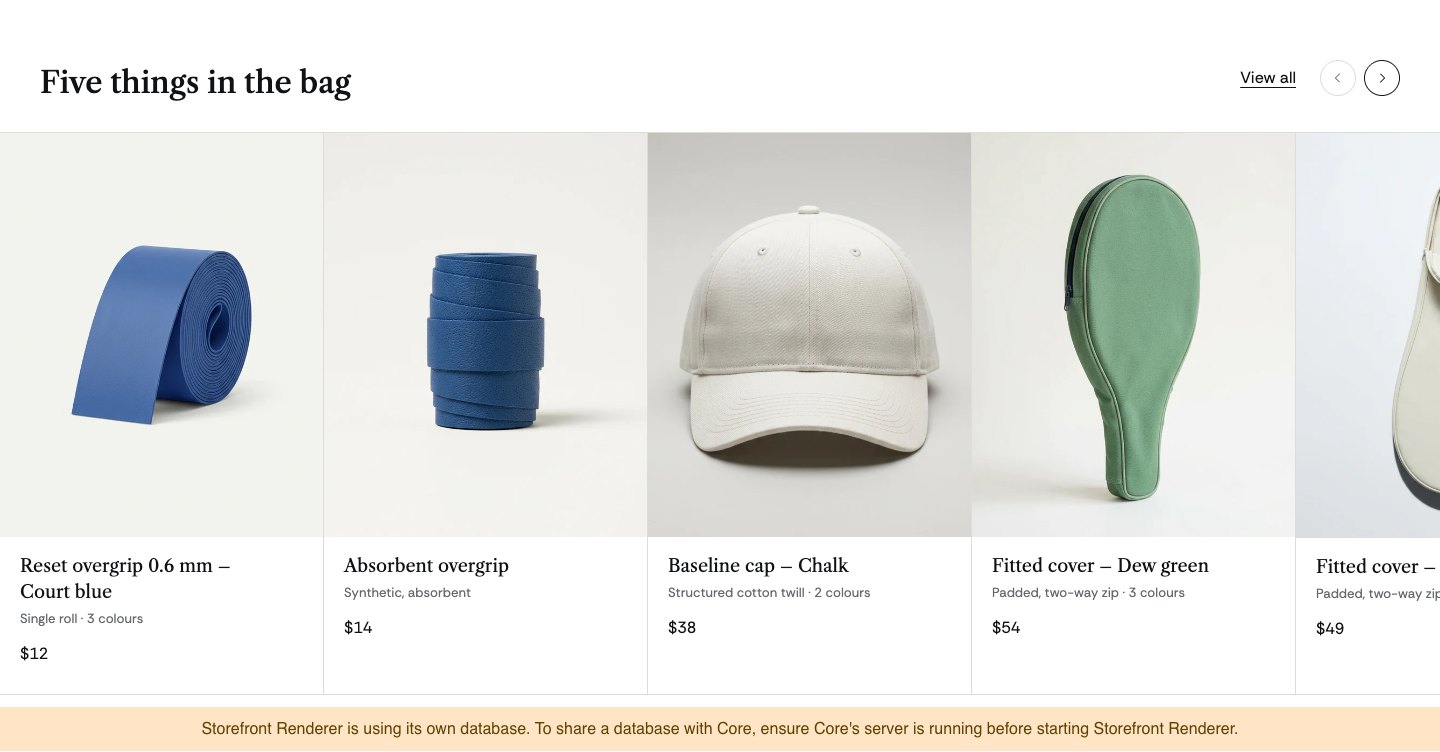 Five things in the bag
View all
Reset overgrip 0.6 mm –
Court blue
Single roll · 3 colours
$12
Absorbent overgrip
Synthetic, absorbent
$14
Baseline cap – Chalk
Structured cotton twill · 2 colours
$38
Fitted cover – Dew green
Padded, two-way zip · 3 colours
$54
Fitted cover –
Padded, two-way zip
$49
Storefront Renderer is using its own database. To share a database with Core, ensure Core's server is running before starting Storefront Renderer.